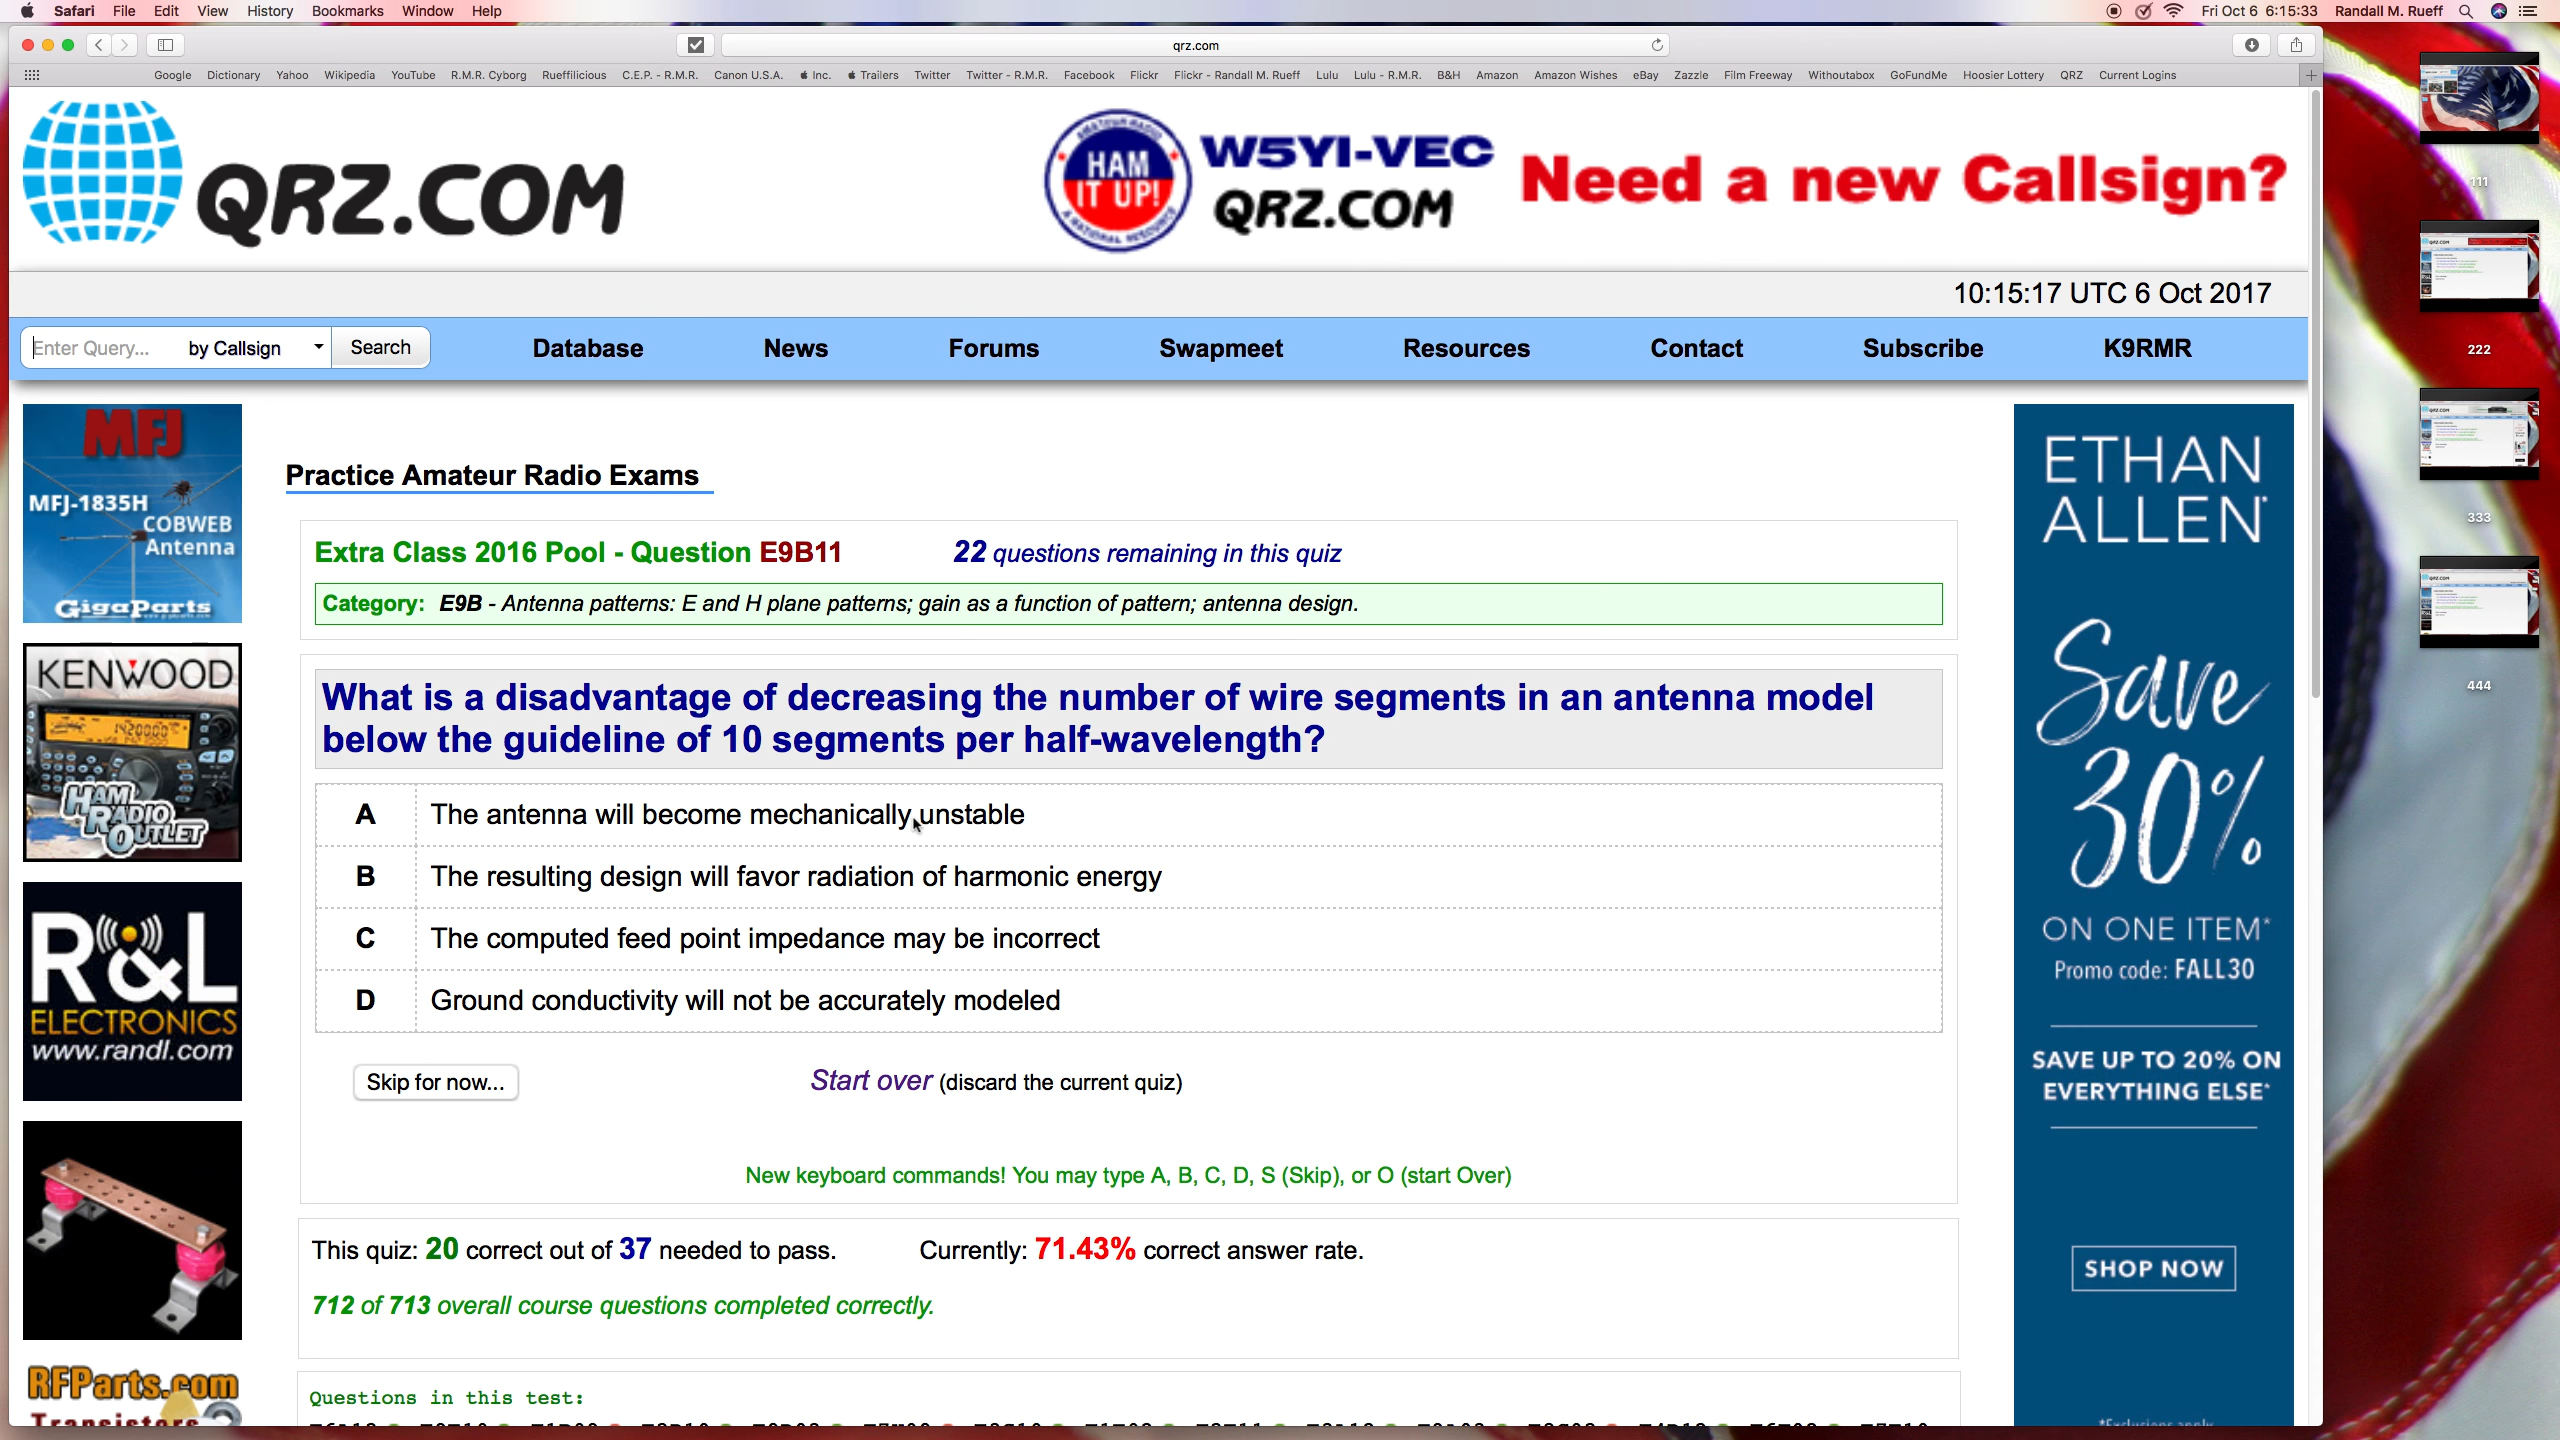 Safari File Edit View History Bookmarks Window Help
Fri Oct 6 6:15:33 Randall M. Rueff
qrz.com
Google Dictionary Yahoo Wikipedia YouTube R.M.R. Cyborg Rueffilicious C.E.P. - R.M.R. Canon U.S.A. Inc. Trailers Twitter Twitter - R.M.R. Facebook Flickr Flickr - Randall M. Rueff Lulu Lulu - R.M.R. B&H Amazon Amazon Wishes eBay Zazzle Film Freeway Withoutabox GoFundMe Hoosier Lottery QRZ Current Logins
QRZ.COM
HAM IT UP!
W5YI-VEC
QRZ.COM
Need a new Callsign?
10:15:17 UTC 6 Oct 2017
Enter Query... by Callsign Search Database News Forums Swapmeet Resources Contact Subscribe K9RMR
MFJ
MFJ-1835H
COBWEB
Antenna
GigaParts
KENWOOD
HAM
RADIO
OUTLET
R&L
ELECTRONICS
www.randl.com
RFParts.com
Transistors
Practice Amateur Radio Exams
Extra Class 2016 Pool - Question E9B11 22 questions remaining in this quiz
Category: E9B - Antenna patterns: E and H plane patterns; gain as a function of pattern; antenna design.
What is a disadvantage of decreasing the number of wire segments in an antenna model
below the guideline of 10 segments per half-wavelength?
A The antenna will become mechanically unstable
B The resulting design will favor radiation of harmonic energy
C The computed feed point impedance may be incorrect
D Ground conductivity will not be accurately modeled
Skip for now... Start over (discard the current quiz)
New keyboard commands! You may type A, B, C, D, S (Skip), or O (start Over)
This quiz: 20 correct out of 37 needed to pass. Currently: 71.43% correct answer rate.
712 of 713 overall course questions completed correctly.
Questions in this test:
ETHAN
ALLEN
Save
30%
ON ONE ITEM*
Promo code: FALL30
SAVE UP TO 20% ON
EVERYTHING ELSE*
SHOP NOW
111
222
333
444